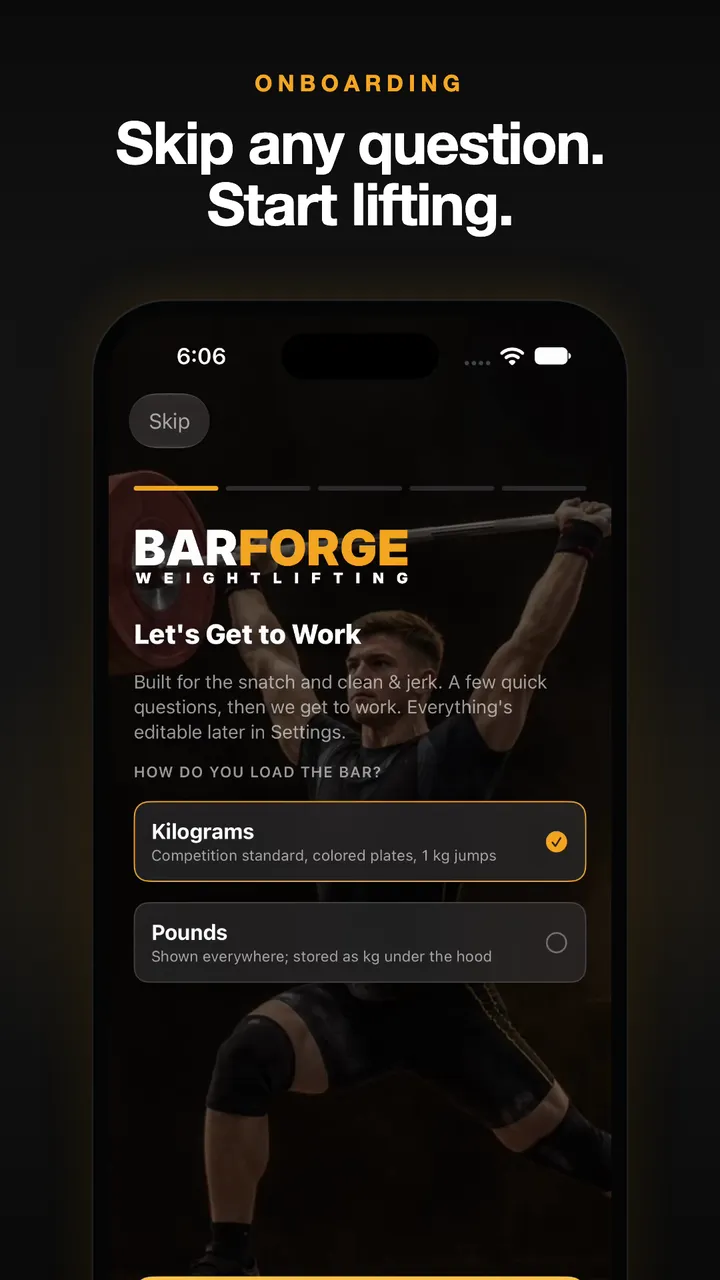 ONBOARDING
Skip any question.
Start lifting.
6:06
Skip
BARFORGE
WEIGHTLIFTING
Let's Get to Work
Built for the snatch and clean & jerk. A few quick
questions, then we get to work. Everything's
editable later in Settings.
HOW DO YOU LOAD THE BAR?
Kilograms
Competition standard, colored plates, 1 kg jumps
Pounds
Shown everywhere; stored as kg under the hood